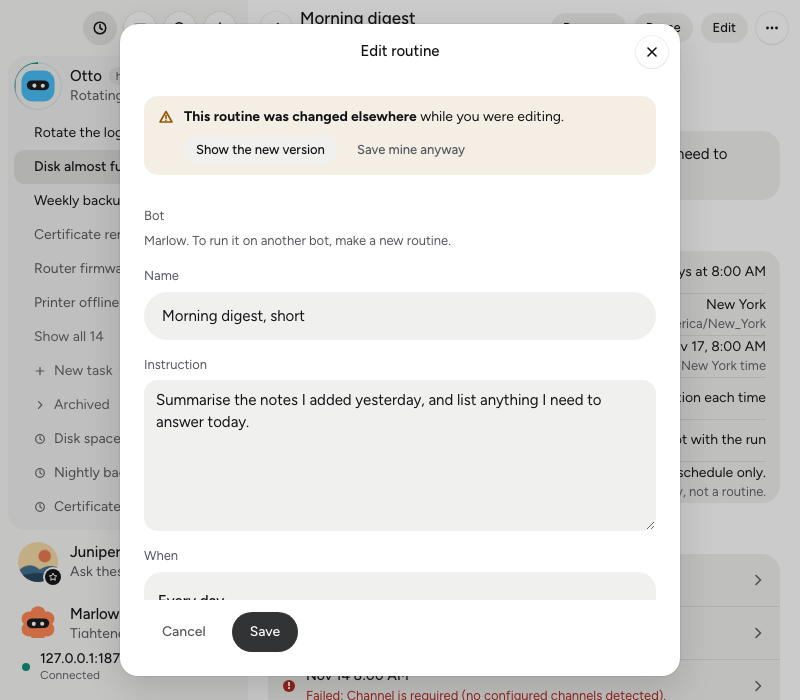 Morning digest
Edit
Edit routine
Otto
Rotating
This routine was changed elsewhere while you were editing.
Show the new version
Save mine anyway
Rotate the log
need to
Disk almost fu
Weekly backu
Bot
Certificate ren
Marlow. To run it on another bot, make a new routine.
Router firmwa
Name
ys at 8:00 AM
Printer offline
Morning digest, short
New York
erica/New_York
Show all 14
v 17, 8:00 AM
New York time
Instruction
New task
Summarise the notes I added yesterday, and list anything I need to
answer today.
tion each time
Archived
Disk space
ot with the run
Nightly ba
schedule only.
y, not a routine.
Certificate
Juniper
Ask thes
When
Every day
Marlow
Tightene
Cancel
Save
127.0.0.1:187
Connected
Nov 14 8:00 AM
Failed: Channel is required (no configured channels detected).